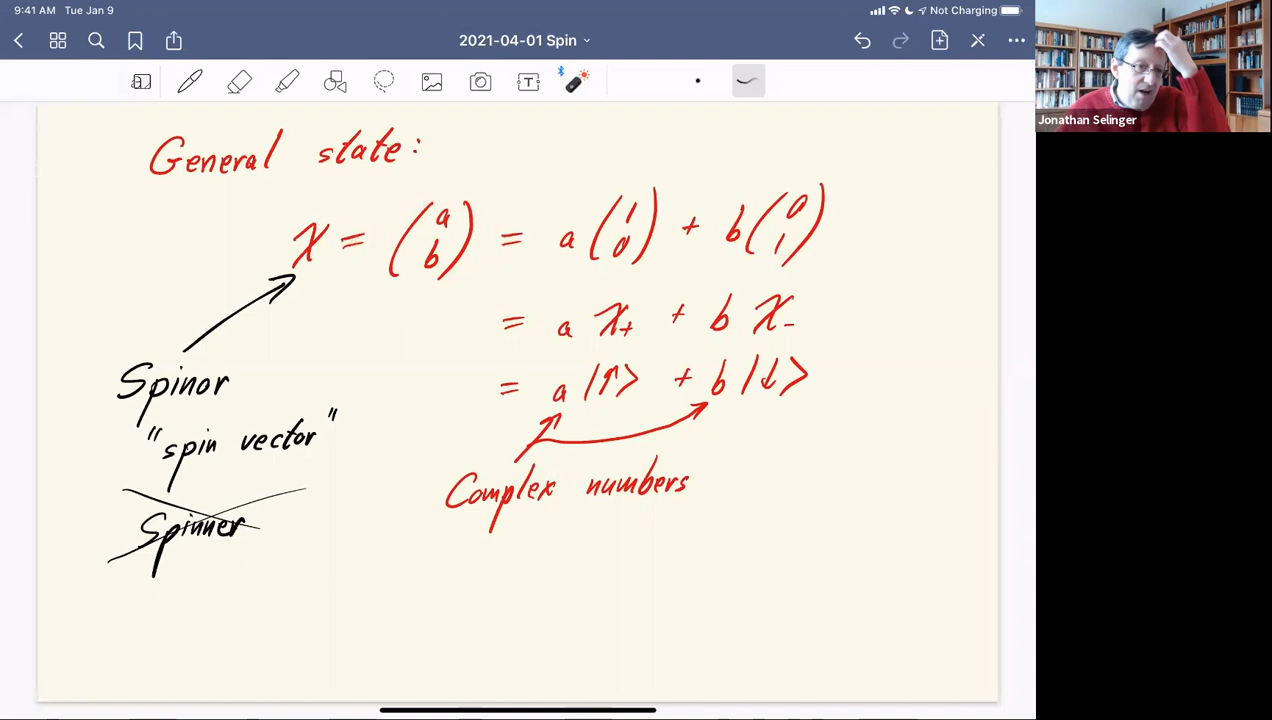 9:41 AM Tue Jan 9
Not Charging
2021-04-01 Spin
T
Jonathan Selinger
General state:
χ = (a b) = a (1 0) + b (0 1)
= a χ₊ + b χ₋
= a |↑> + b |↓>
Spinor
"spin vector"
Spinner
Complex numbers